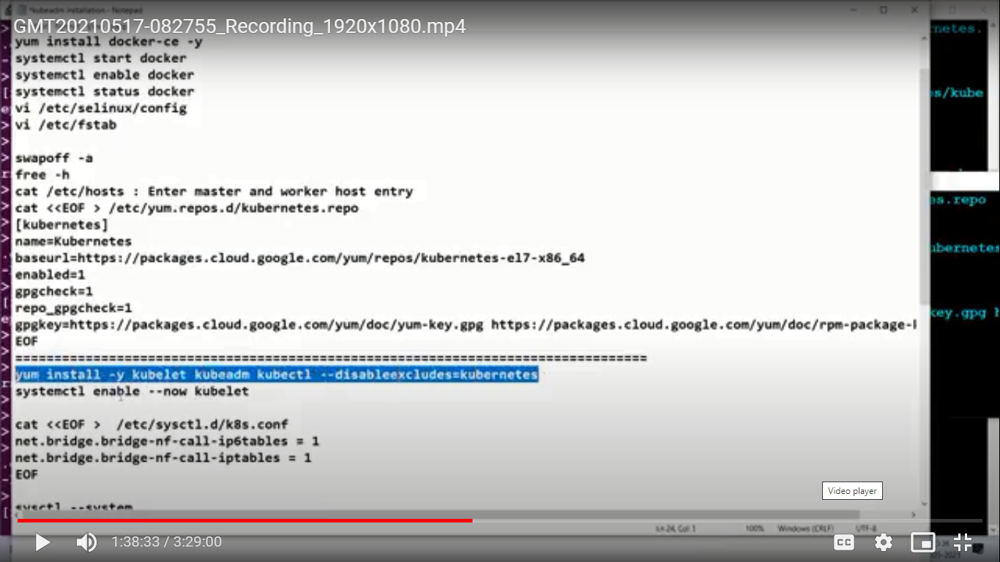 *kubeadm installation - Notepad
GMT20210517-082755_Recording_1920x1080.mp4
yum install docker-ce -y
systemctl start docker
systemctl enable docker
systemctl status docker
vi /etc/selinux/config
vi /etc/fstab
swapoff -a
free -h
cat /etc/hosts : Enter master and worker host entry
cat <<EOF > /etc/yum.repos.d/kubernetes.repo
[kubernetes]
name=Kubernetes
baseurl=https://packages.cloud.google.com/yum/repos/kubernetes-el7-x86_64
enabled=1
gpgcheck=1
repo_gpgcheck=1
gpgkey=https://packages.cloud.google.com/yum/doc/yum-key.gpg https://packages.cloud.google.com/yum/doc/rpm-package-
EOF
=================================================================================
yum install -y kubelet kubeadm kubectl --disableexcludes=kubernetes
systemctl enable --now kubelet
cat <<EOF >  /etc/sysctl.d/k8s.conf
net.bridge.bridge-nf-call-ip6tables = 1
net.bridge.bridge-nf-call-iptables = 1
EOF
sysctl --system
netes.
s/kube
es.repo
ubernetes
key.gpg h
Video player
Ln 24, Col 1
100%
Windows (CRLF)
UTF-8
1:38:33 / 3:29:00
CC